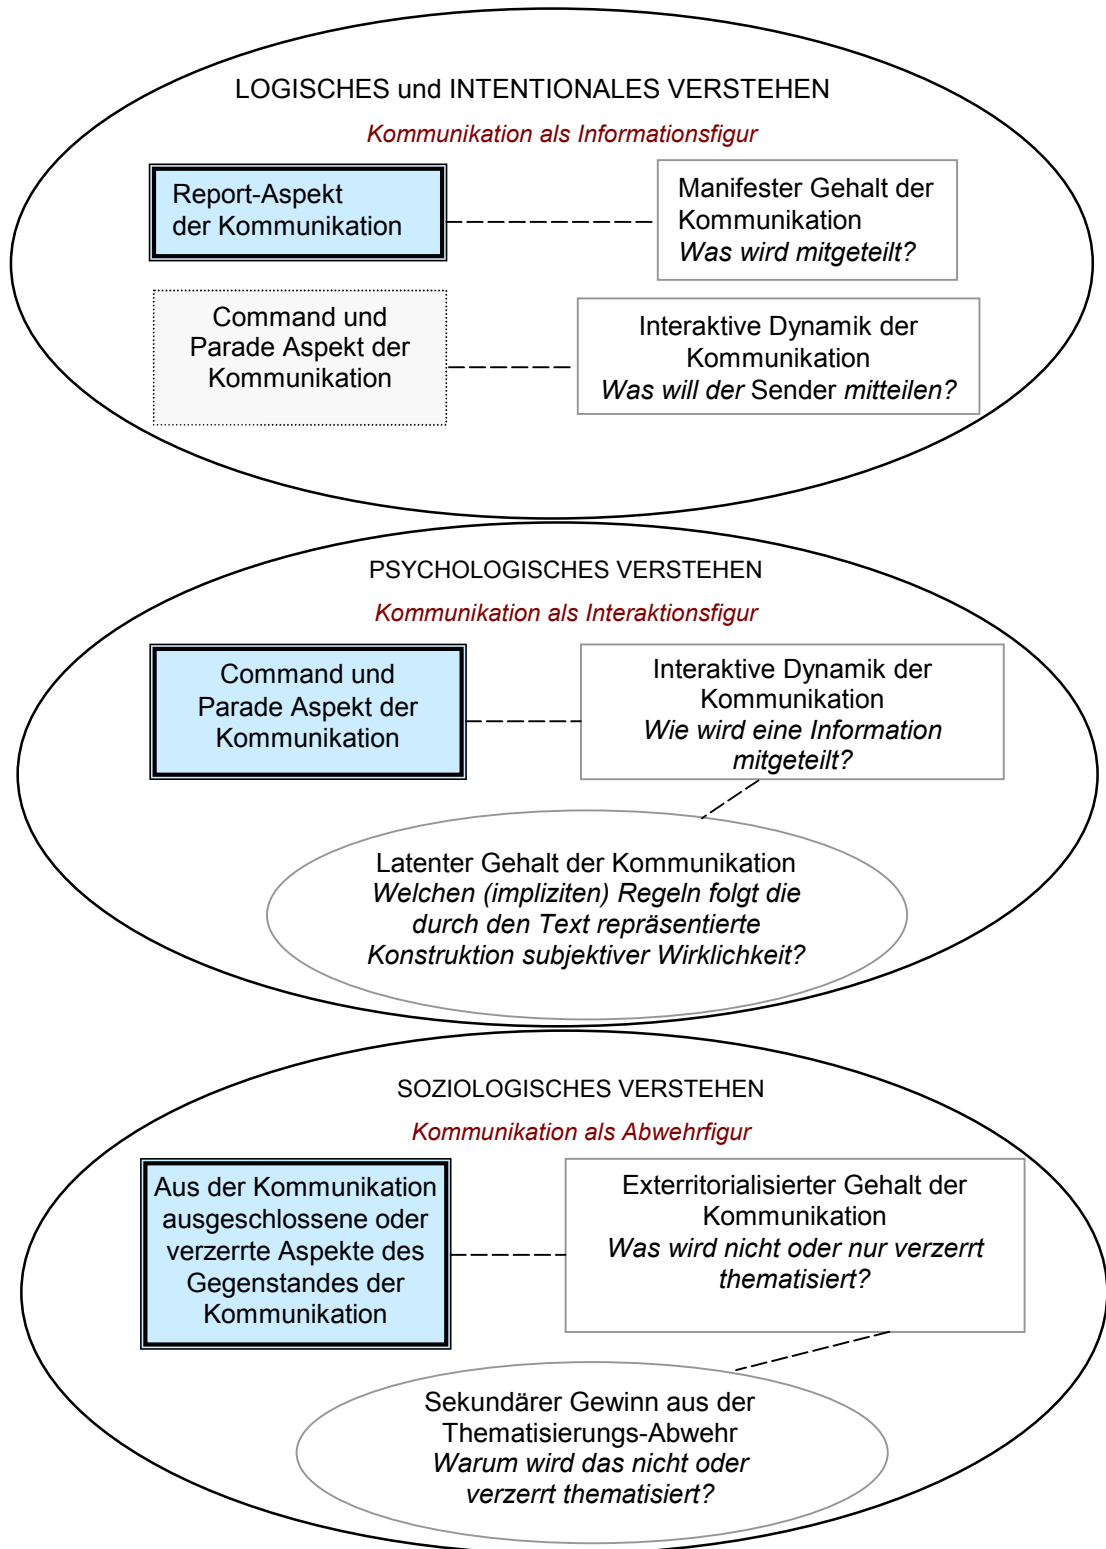 LOGISCHES und INTENTIONALES VERSTEHEN
Kommunikation als Informationsfigur
Report-Aspekt
der Kommunikation
Manifester Gehalt der
Kommunikation
Was wird mitgeteilt?
Command und
Parade Aspekt der
Kommunikation
Interaktive Dynamik der
Kommunikation
Was will der Sender mitteilen?
PSYCHOLOGISCHES VERSTEHEN
Kommunikation als Interaktionsfigur
Command und
Parade Aspekt der
Kommunikation
Interaktive Dynamik der
Kommunikation
Wie wird eine Information
mitgeteilt?
Latenter Gehalt der Kommunikation
Welchen (impliziten) Regeln folgt die
durch den Text repräsentierte
Konstruktion subjektiver Wirklichkeit?
SOZIOLOGISCHES VERSTEHEN
Kommunikation als Abwehrfigur
Aus der Kommunikation
ausgeschlossene oder
verzerrte Aspekte des
Gegenstandes der
Kommunikation
Exterritorialisierter Gehalt der
Kommunikation
Was wird nicht oder nur verzerrt
thematisiert?
Sekundärer Gewinn aus der
Thematisierungs-Abwehr
Warum wird das nicht oder
verzerrt thematisiert?